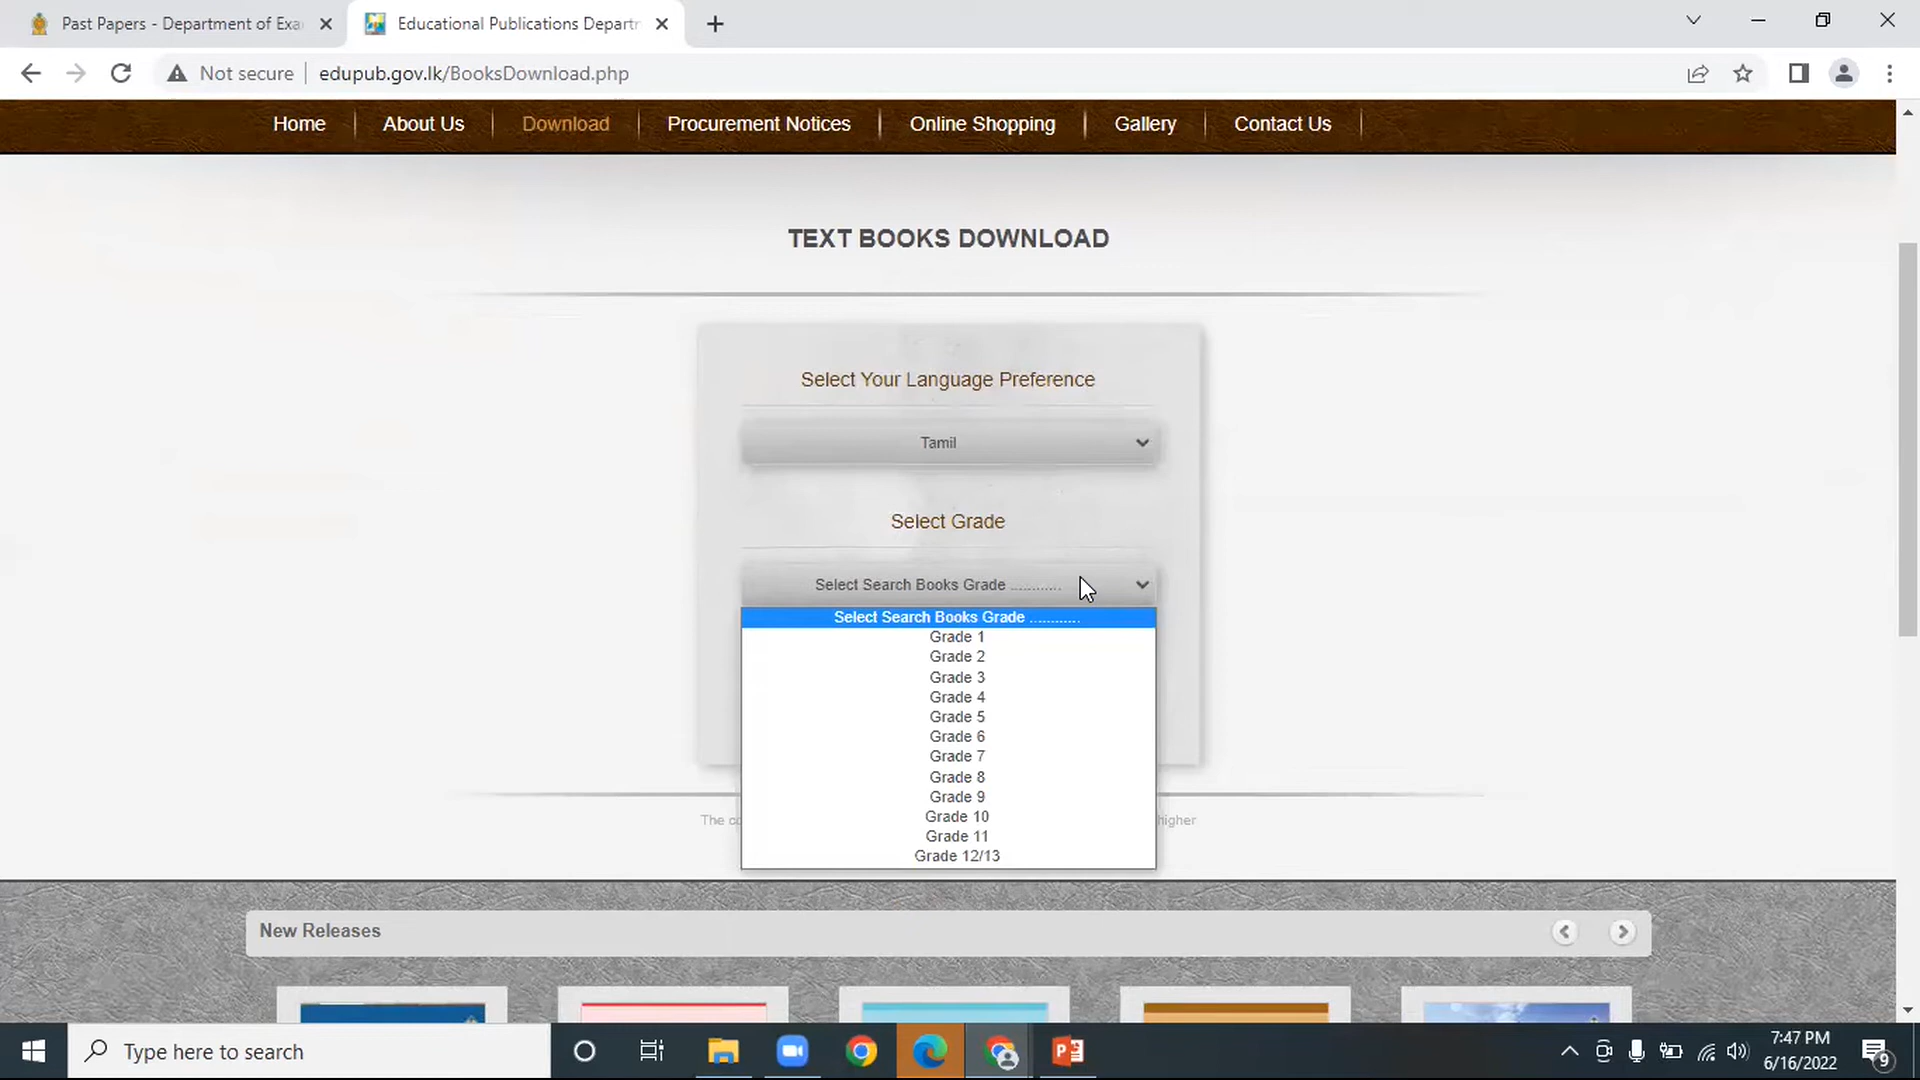 Past Papers - Department of Exa
Educational Publications Departm
Not secure
edupub.gov.lk/BooksDownload.php
Home
About Us
Download
Procurement Notices
Online Shopping
Gallery
Contact Us
TEXT BOOKS DOWNLOAD
Select Your Language Preference
Tamil
Select Grade
Select Search Books Grade ............
Select Search Books Grade ............
Grade 1
Grade 2
Grade 3
Grade 4
Grade 5
Grade 6
Grade 7
Grade 8
Grade 9
Grade 10
Grade 11
Grade 12/13
The co
higher
New Releases
Type here to search
7:47 PM
6/16/2022
9